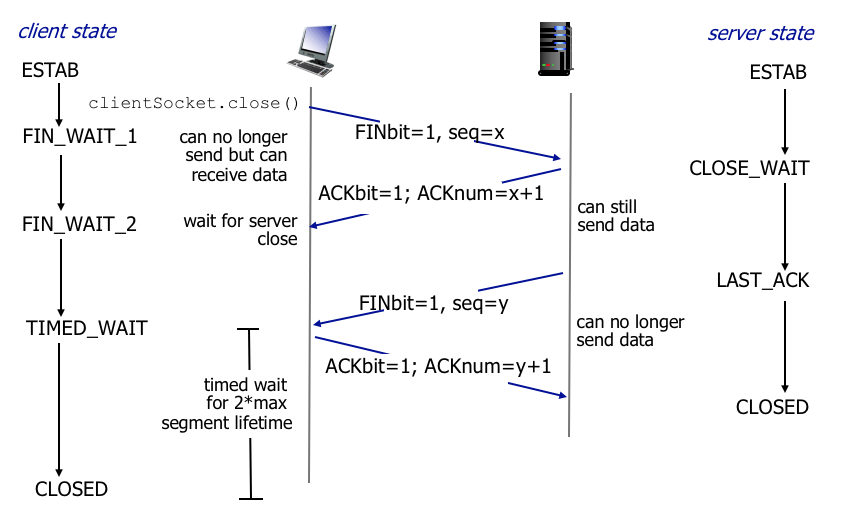 client state
server state
ESTAB
ESTAB
clientSocket.close()
FINbit=1, seq=x
FIN_WAIT_1
can no longer
send but can
receive data
CLOSE_WAIT
ACKbit=1; ACKnum=x+1
can still
send data
FIN_WAIT_2
wait for server
close
LAST_ACK
FINbit=1, seq=y
can no longer
send data
TIMED_WAIT
ACKbit=1; ACKnum=y+1
timed wait
for 2*max
segment lifetime
CLOSED
CLOSED